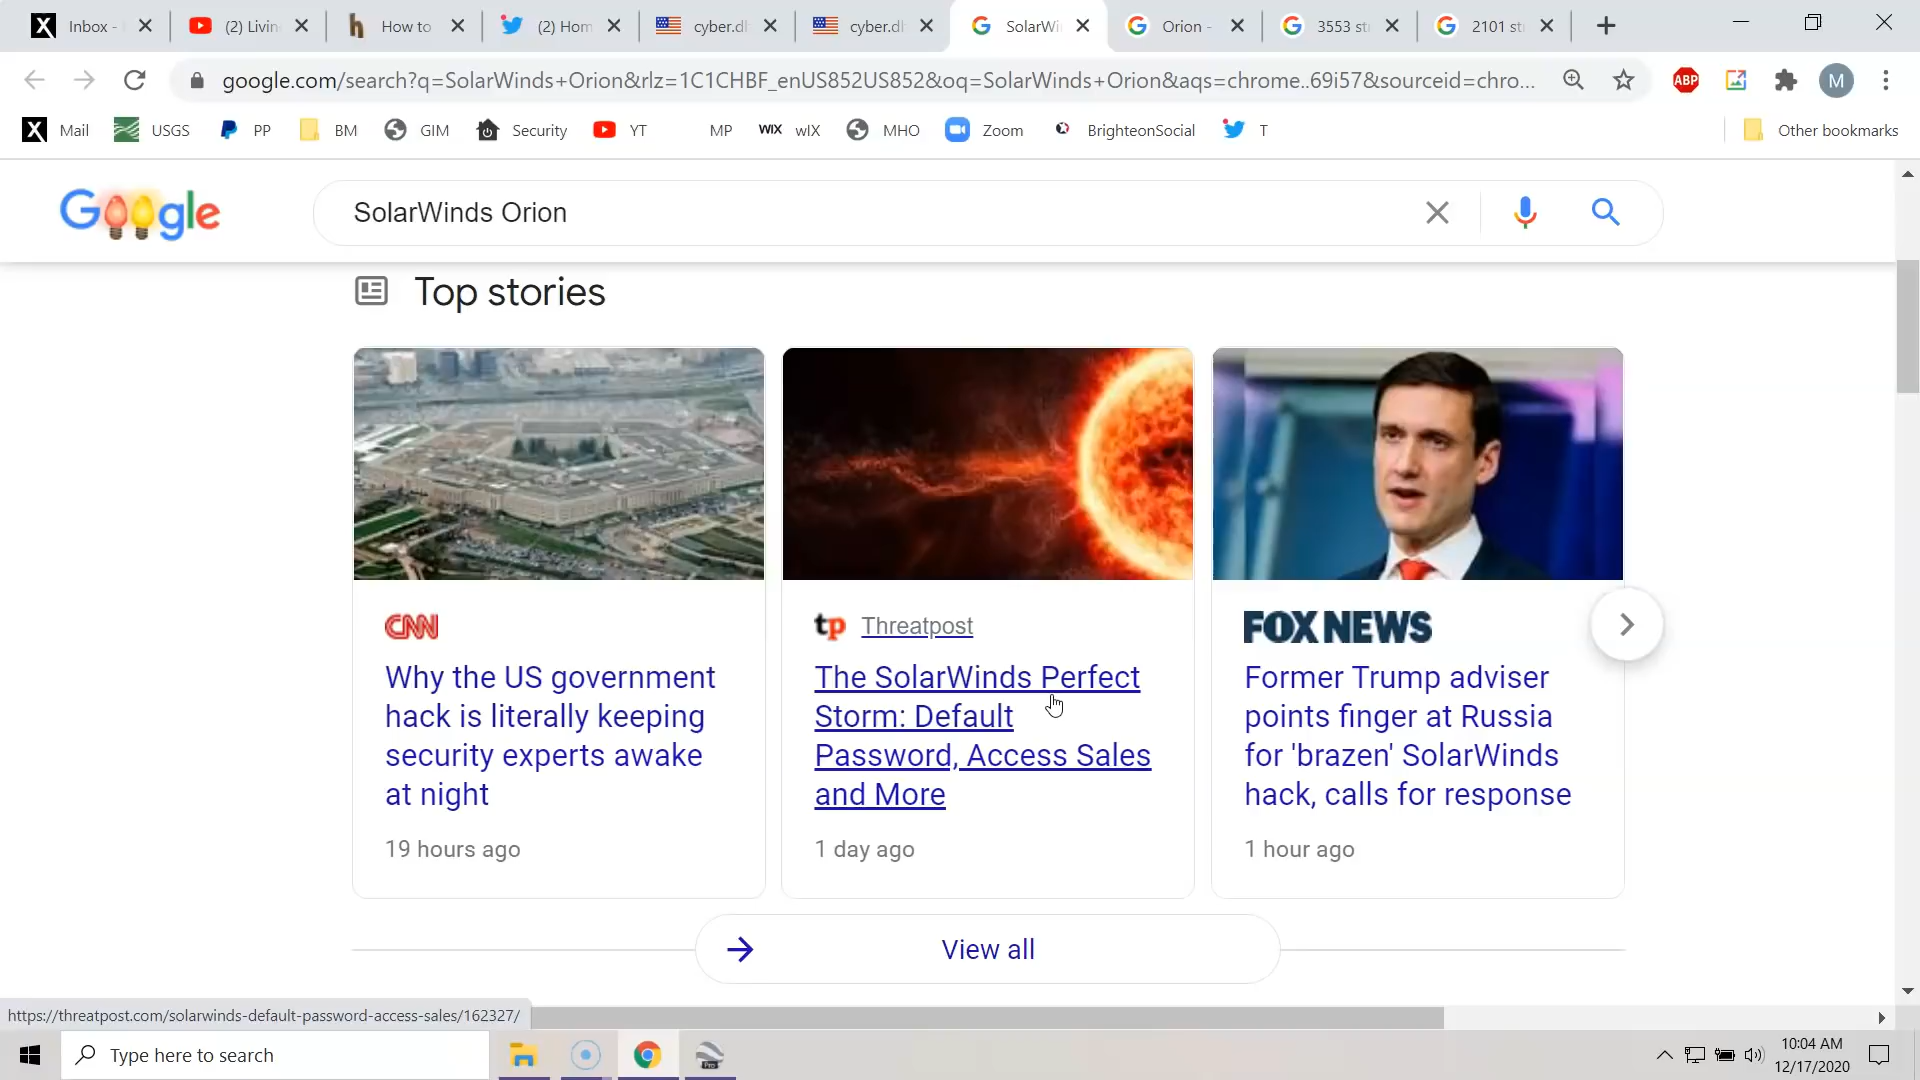 Inbox -
(2) Livin
How to
(2) Hom
cyber.dl
cyber.dl
SolarWi
Orion -
3553 st
2101 st
google.com/search?q=SolarWinds+Orion&rlz=1C1CHBF_enUS852US852&oq=SolarWinds+Orion&aqs=chrome..69i57&sourceid=chro...
ABP
M
Mail
USGS
PP
BM
GIM
Security
YT
MP
WIX wIX
MHO
Zoom
BrighteonSocial
T
Other bookmarks
Google
SolarWinds Orion
Top stories
CNN
Why the US government
hack is literally keeping
security experts awake
at night
19 hours ago
tp Threatpost
The SolarWinds Perfect
Storm: Default
Password, Access Sales
and More
1 day ago
FOX NEWS
Former Trump adviser
points finger at Russia
for 'brazen' SolarWinds
hack, calls for response
1 hour ago
View all
https://threatpost.com/solarwinds-default-password-access-sales/162327/
Type here to search
10:04 AM
12/17/2020